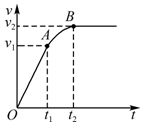 v
v₂ B
v₁ A
O t₁ t₂ t